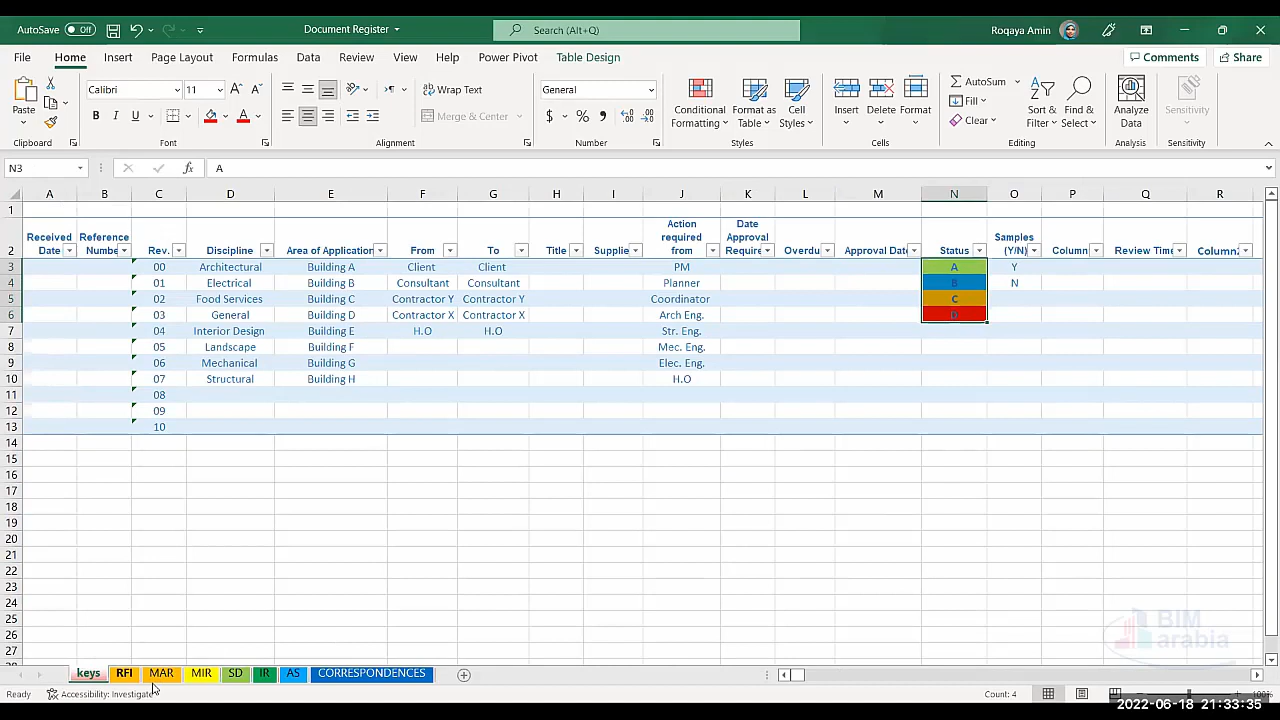 AutoSave Off Document Register Search (Alt+Q) Roqaya Amin
File Home Insert Page Layout Formulas Data Review View Help Power Pivot Table Design Comments Share
Calibri 11 Wrap Text General AutoSum
Paste Merge & Center Conditional Formatting Format as Table Cell Styles Insert Delete Format Fill Clear Sort & Filter Find & Select Analyze Data Sensitivity
Clipboard Font Alignment Number Styles Cells Editing Analysis Sensitivity
N3 A
A B C D E F G H I J K L M N O P Q R
1
2 Received Date Reference Numbe Rev. Discipline Area of Application From To Title Supplie Action required from Date Approval Require Overdu Approval Date Status Samples (Y/N) Column Review Time Column
3 00 Architectural Building A Client Client PM A Y
4 01 Electrical Building B Consultant Consultant Planner B N
5 02 Food Services Building C Contractor Y Contractor Y Coordinator C
6 03 General Building D Contractor X Contractor X Arch Eng. D
7 04 Interior Design Building E H.O H.O Str. Eng.
8 05 Landscape Building F Mec. Eng.
9 06 Mechanical Building G Elec. Eng.
10 07 Structural Building H H.O
11 08
12 09
13 10
14
15
16
17
18
19
20
21
22
23
24
25
26
27
BIM arabia
keys RFI MAR MIR SD IR AS CORRESPONDENCES
Ready Accessibility: Investigate Count: 4 100%
2022-06-18 21:33:35